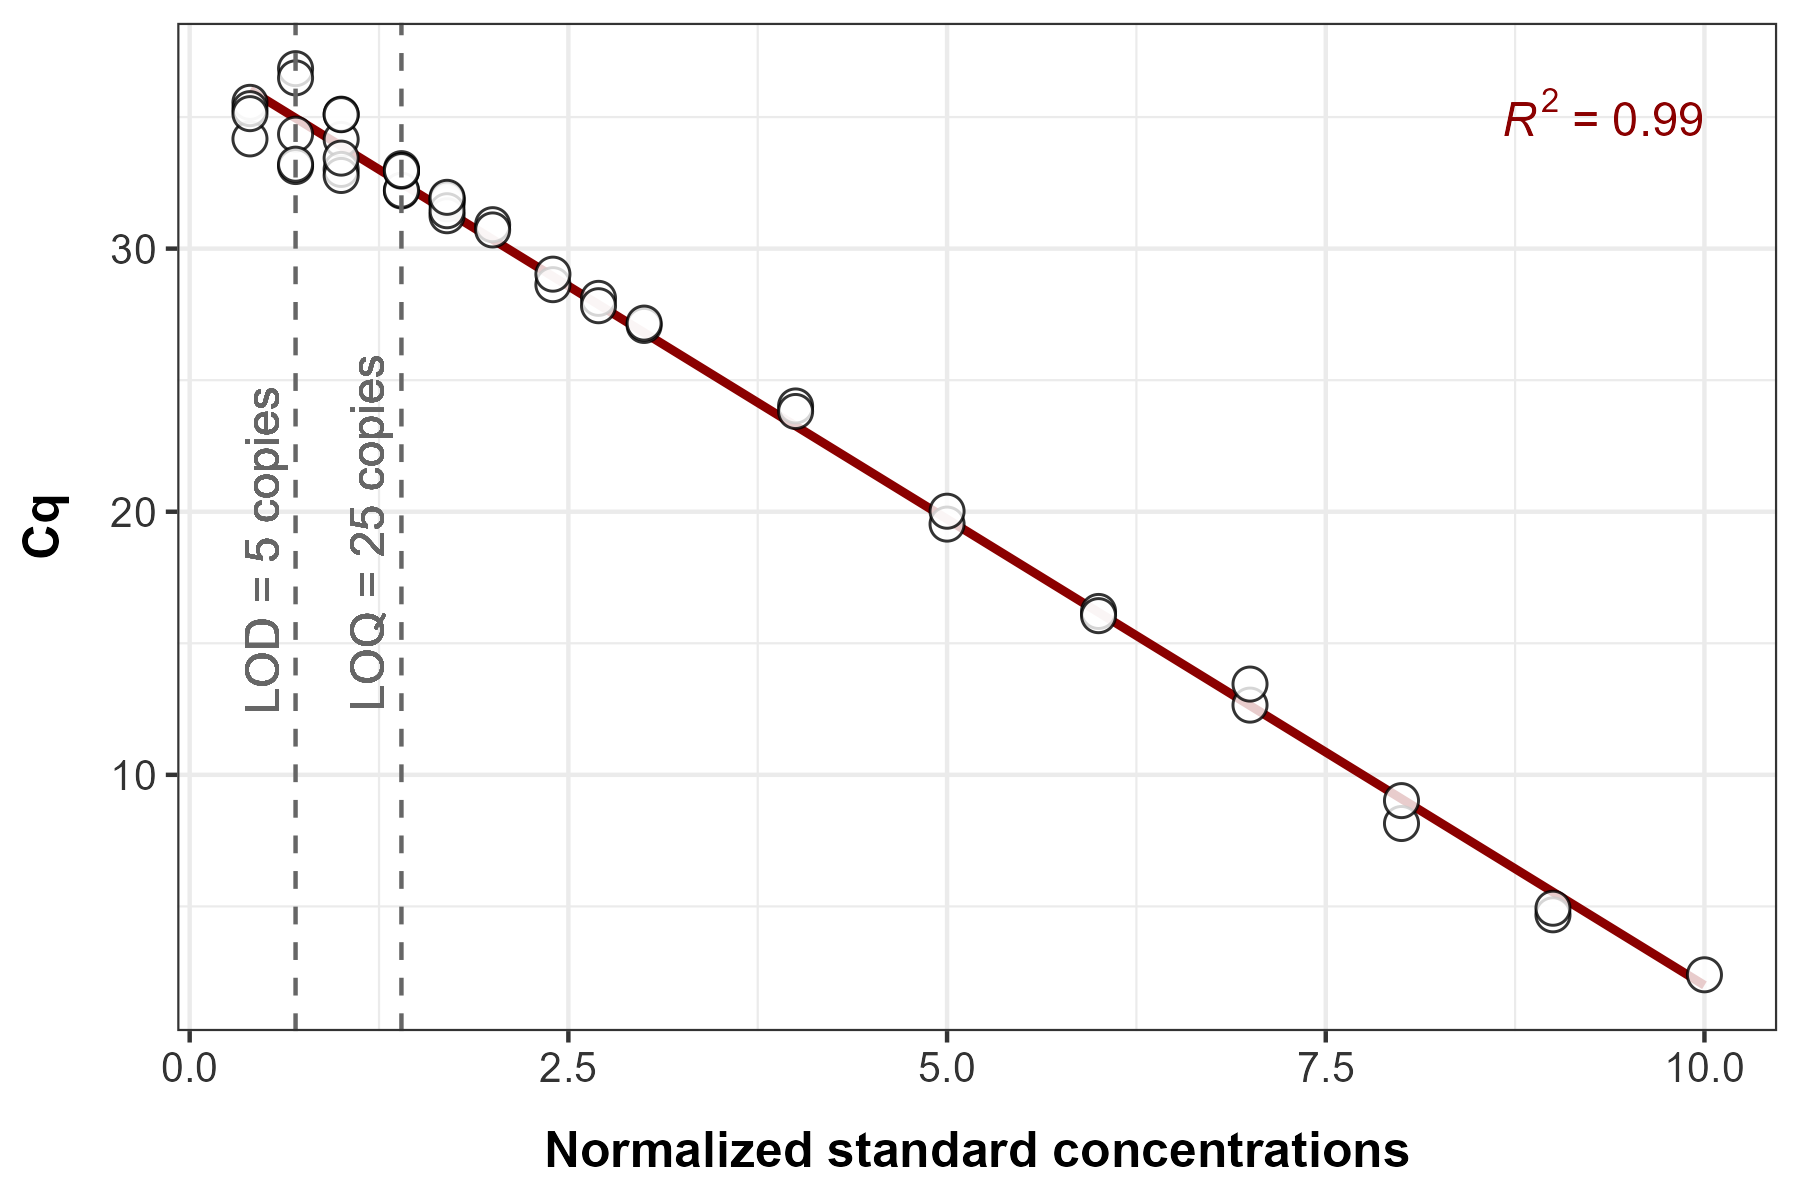 R² = 0.99
LOD = 5 copies
LOQ = 25 copies
Cq
30
20
10
0.0
2.5
5.0
7.5
10.0
Normalized standard concentrations